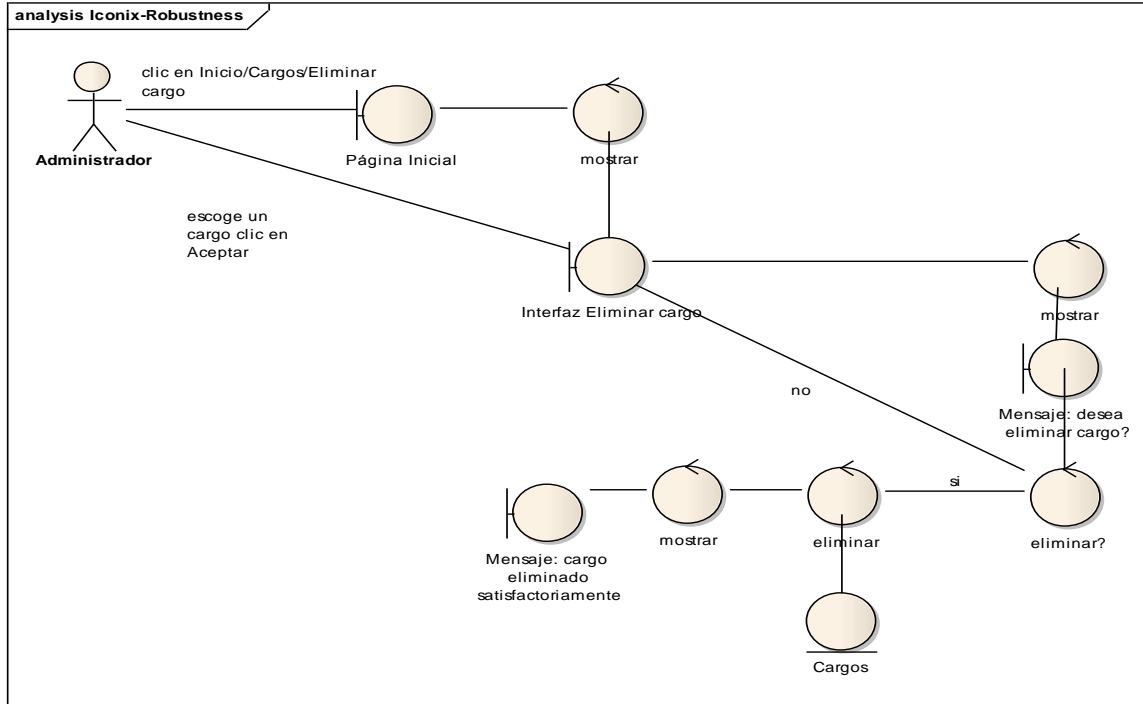 analysis Iconix-Robustness
clic en Inicio/Cargos/Eliminar
cargo
Administrador
Página Inicial
mostrar
escoge un
cargo clic en
Aceptar
Interfaz Eliminar cargo
mostrar
no
Mensaje: desea
eliminar cargo?
si
mostrar
eliminar
eliminar?
Mensaje: cargo
eliminado
satisfactoriamente
Cargos